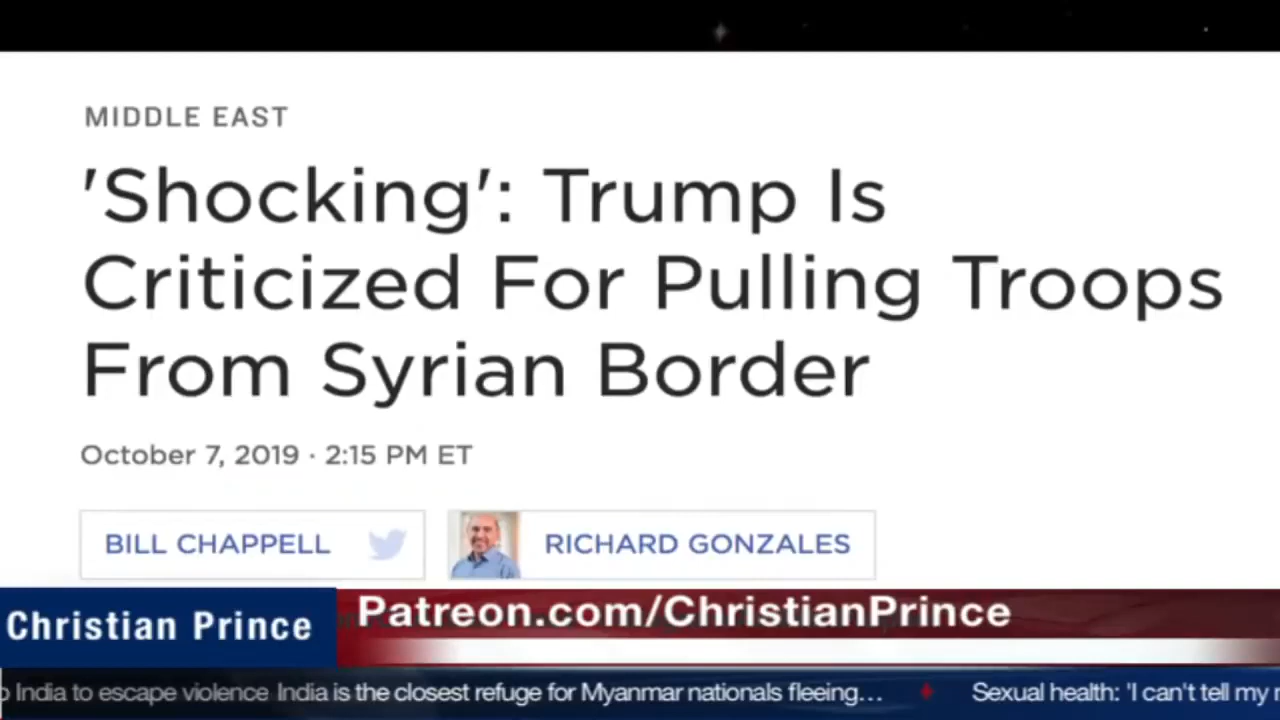 MIDDLE EAST
'Shocking': Trump Is
Criticized For Pulling Troops
From Syrian Border
October 7, 2019 · 2:15 PM ET
BILL CHAPPELL
RICHARD GONZALES
Christian Prince
Patreon.com/ChristianPrince
India to escape violence India is the closest refuge for Myanmar nationals fleeing... Sexual health: 'I can't tell my